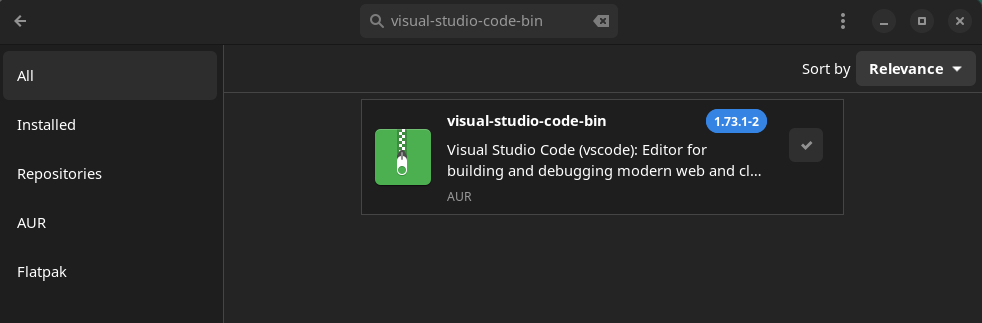 visual-studio-code-bin
All
Installed
Repositories
AUR
Flatpak
Sort by Relevance
visual-studio-code-bin 1.73.1-2
Visual Studio Code (vscode): Editor for
building and debugging modern web and cl...
AUR